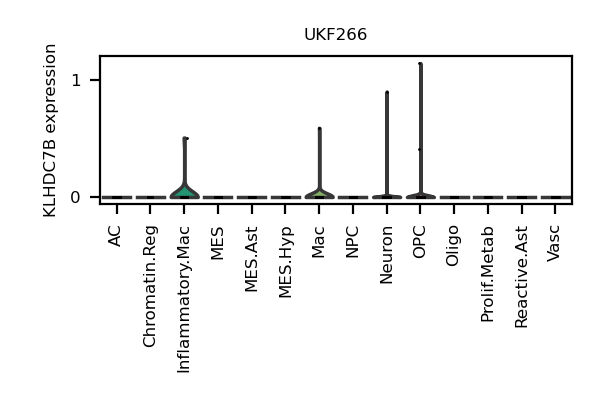 UKF266
KLHDC7B expression
1
0
AC
Chromatin.Reg
Inflammatory.Mac
MES
MES.Ast
MES.Hyp
Mac
NPC
Neuron
OPC
Oligo
Prolif.Metab
Reactive.Ast
Vasc